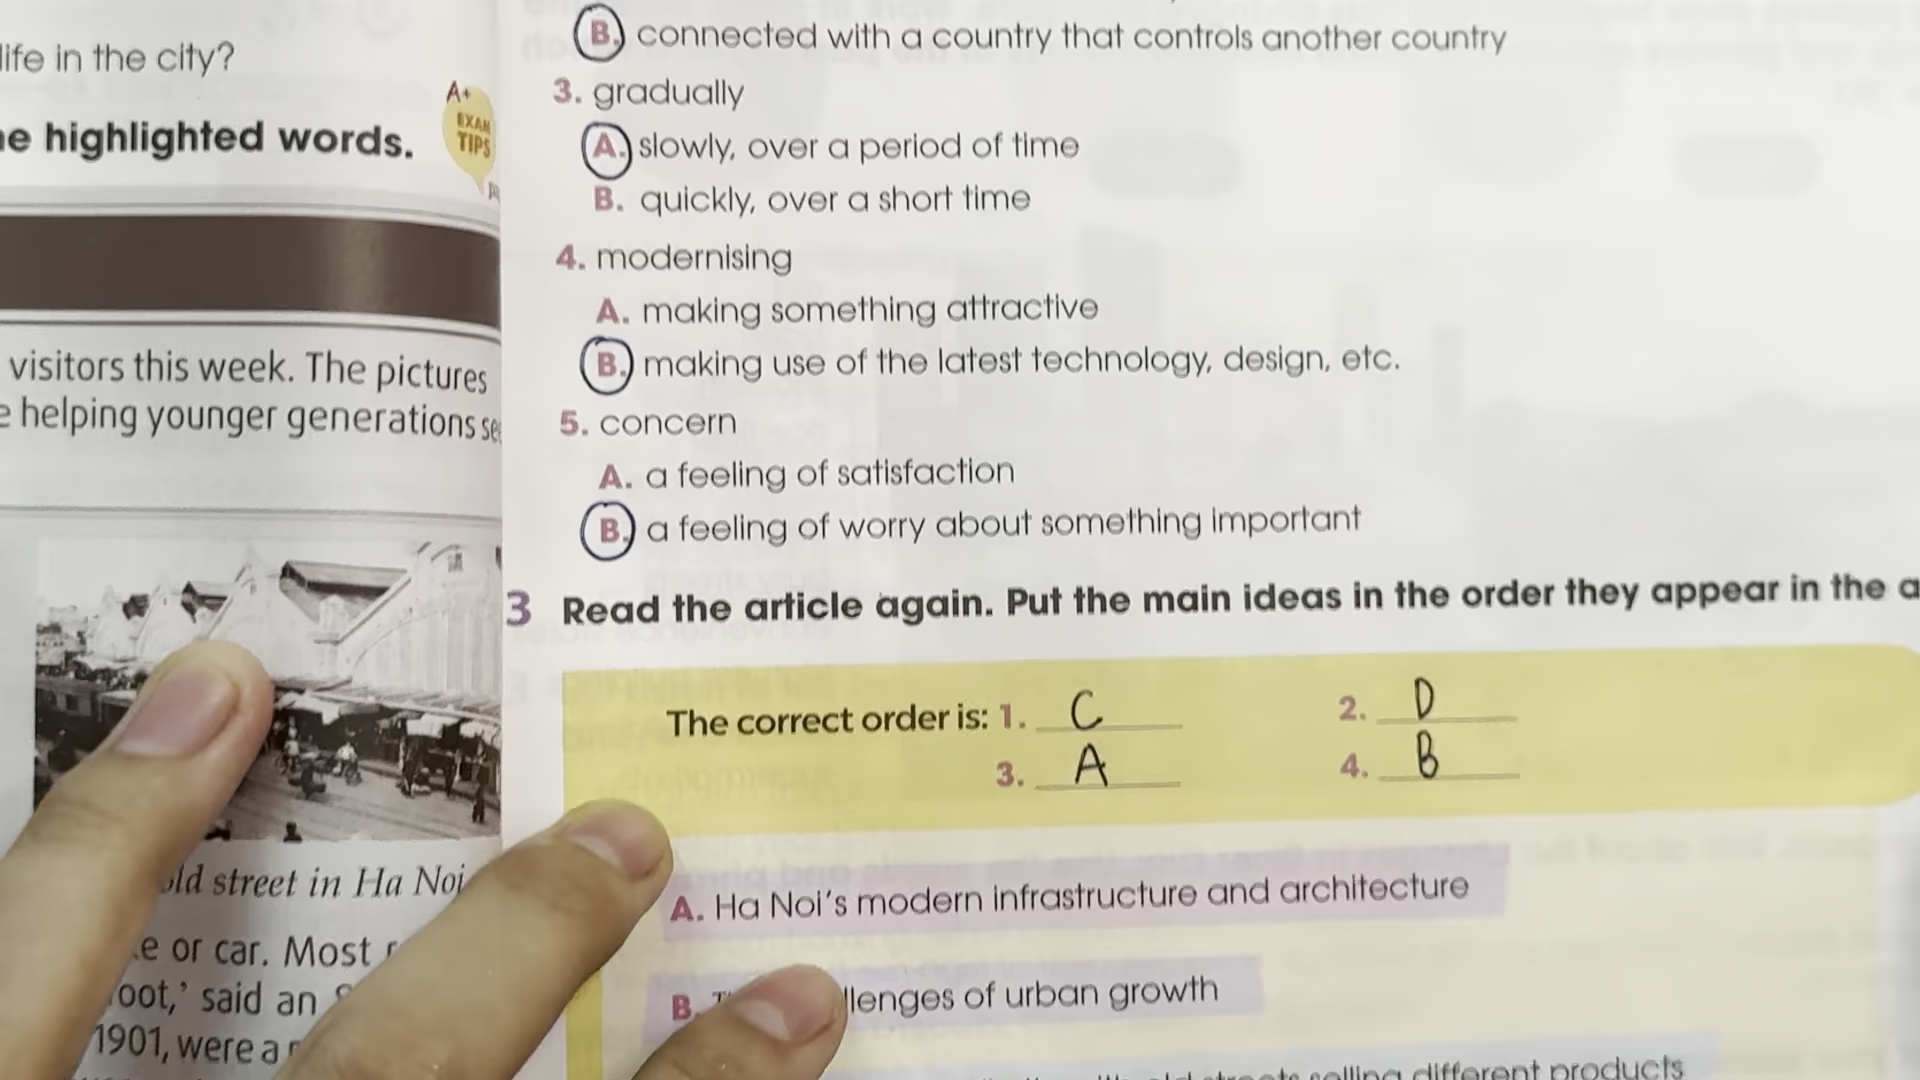 life in the city?
highlighted words.
A+
EXAM
TIPS
visitors this week. The pictures
helping younger generations
old street in Ha Noi
or car. Most
said an
1901, were a
B. connected with a country that controls another country
3. gradually
A. slowly, over a period of time
B. quickly, over a short time
4. modernising
A. making something attractive
B. making use of the latest technology, design, etc.
5. concern
A. a feeling of satisfaction
B. a feeling of worry about something important
3 Read the article again. Put the main ideas in the order they appear in the
The correct order is: 1. C 2. D
3. A 4. B
A. Ha Noi's modern infrastructure and architecture
B. of urban growth
selling different products